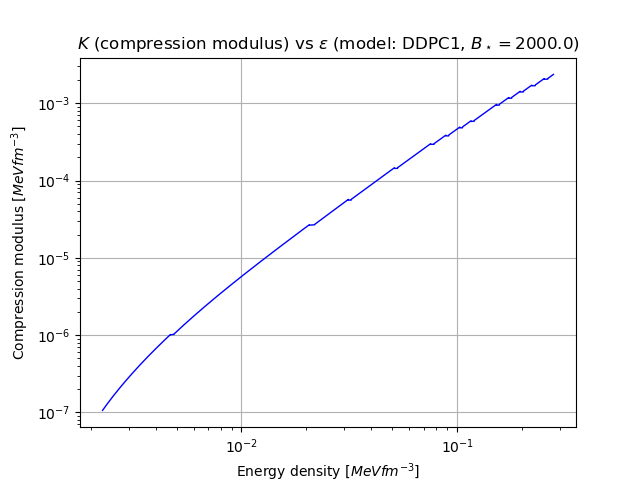 K (compression modulus) vs ε (model: DDPC1, B⋆ = 2000.0)
10⁻³
10⁻⁴
10⁻⁵
10⁻⁶
10⁻⁷
Compression modulus [MeVfm⁻³]
10⁻² 10⁻¹
Energy density [MeVfm⁻³]